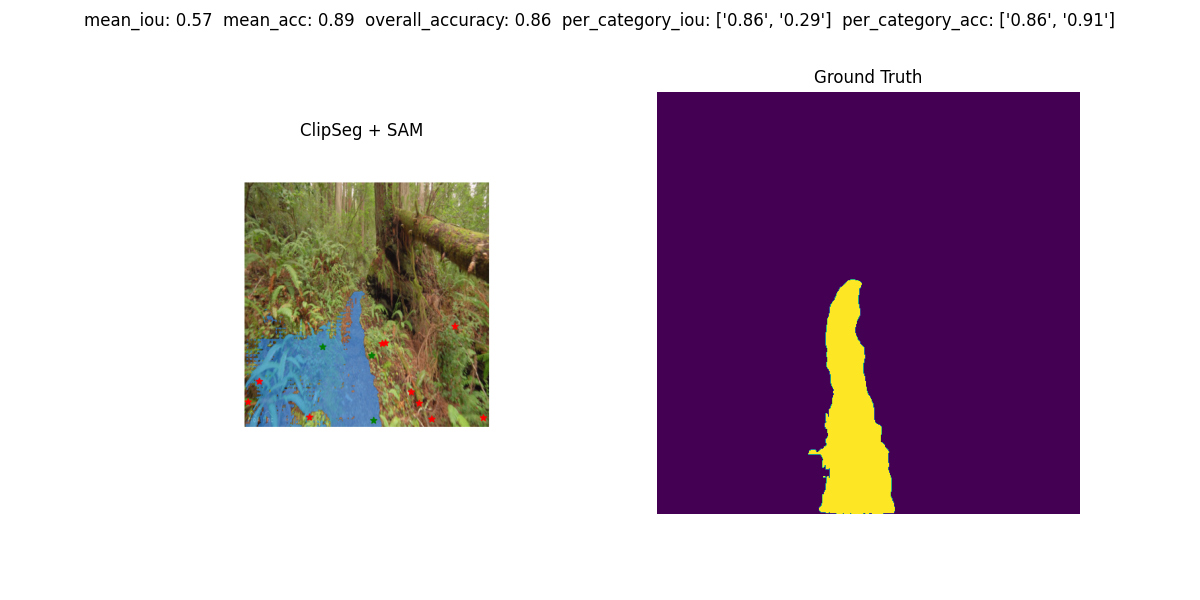 mean_iou: 0.57  mean_acc: 0.89  overall_accuracy: 0.86  per_category_iou: ['0.86', '0.29']  per_category_acc: ['0.86', '0.91']
Ground Truth
ClipSeg + SAM